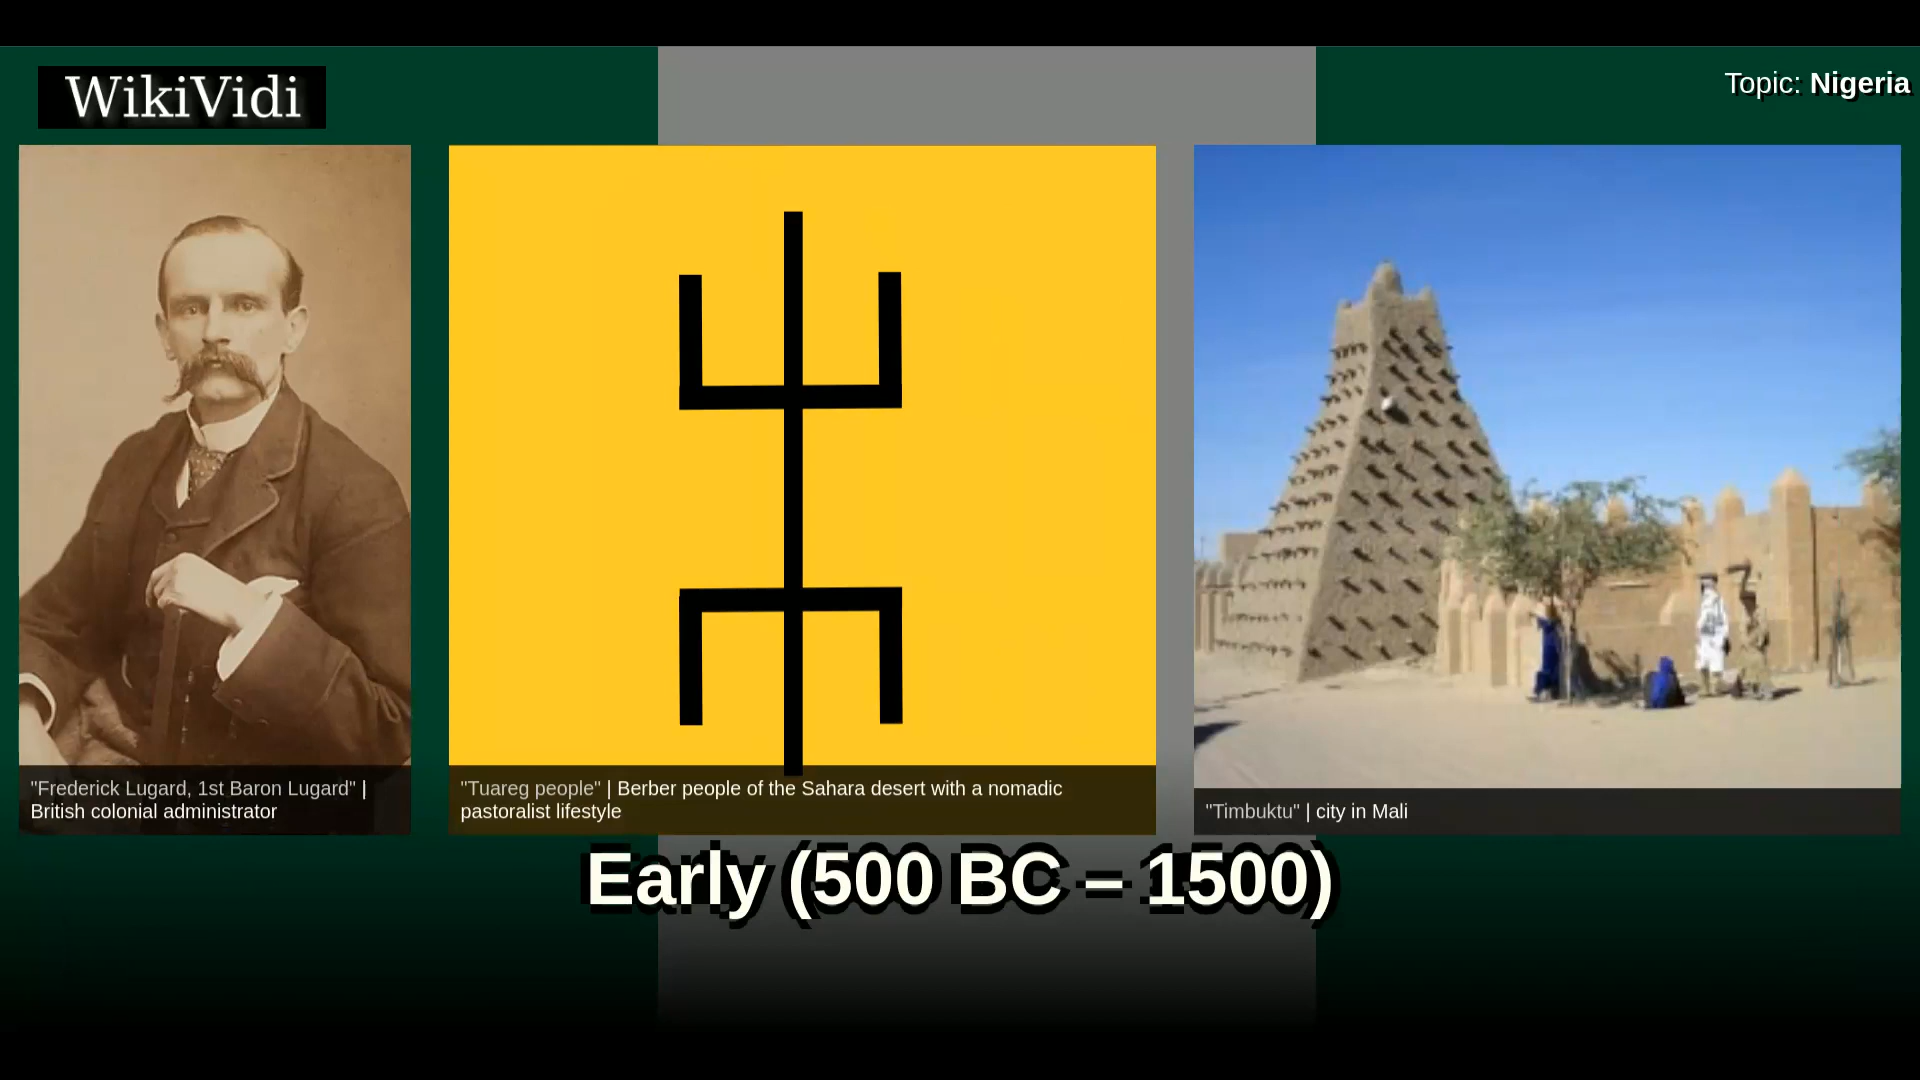 WikiVidi
Topic: Nigeria
"Frederick Lugard, 1st Baron Lugard" |
British colonial administrator
"Tuareg people" | Berber people of the Sahara desert with a nomadic
pastoralist lifestyle
"Timbuktu" | city in Mali
Early (500 BC – 1500)